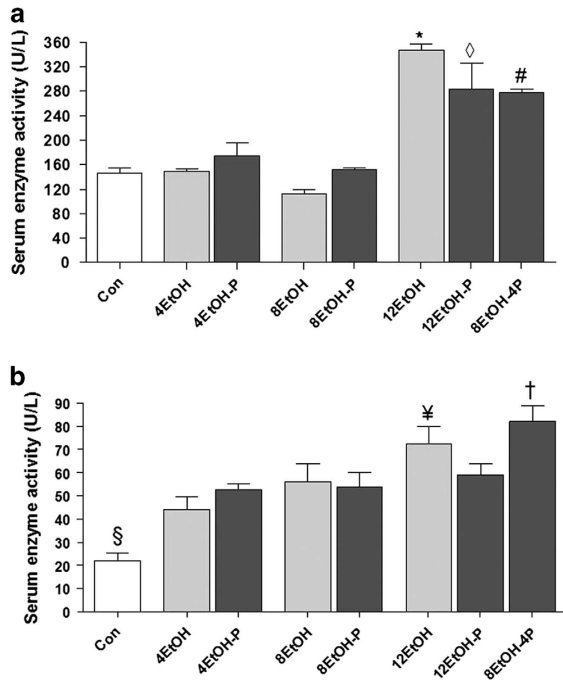 a
Serum enzyme activity (U/L)
360
320
280
240
200
160
120
80
40
0
*
◊
#
Con
4EtOH
4EtOH-P
8EtOH
8EtOH-P
12EtOH
12EtOH-P
8EtOH-4P
b
Serum enzyme activity (U/L)
90
80
70
60
50
40
30
20
10
0
§
¥
†
Con
4EtOH
4EtOH-P
8EtOH
8EtOH-P
12EtOH
12EtOH-P
8EtOH-4P